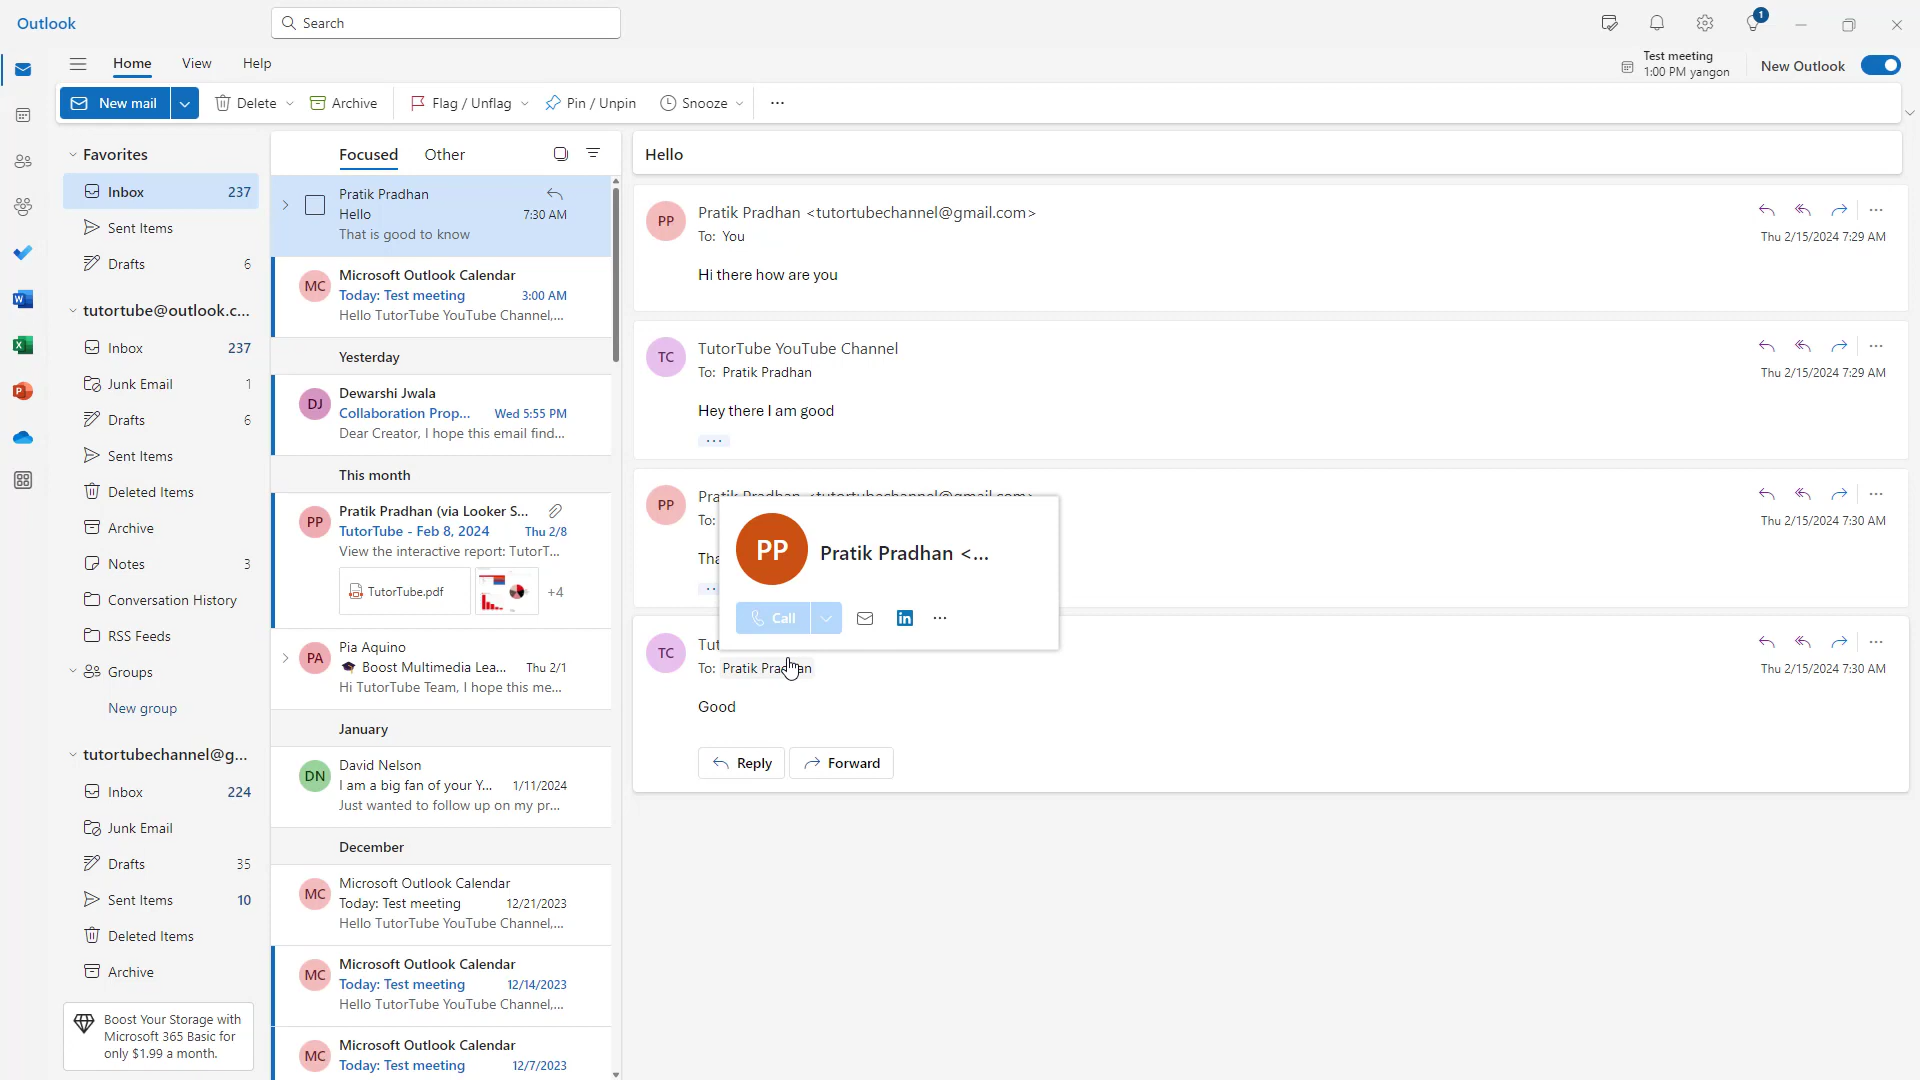 Outlook
Search
1
Home
View
Help
Test meeting
1:00 PM yangon
New Outlook
New mail
Delete
Archive
Flag / Unflag
Pin / Unpin
Snooze
...
Favorites
Inbox 237
Sent Items
Drafts 6
tutortube@outlook.c...
Inbox 237
Junk Email 1
Drafts 6
Sent Items
Deleted Items
Archive
Notes 3
Conversation History
RSS Feeds
Groups
New group
tutortubechannel@g...
Inbox 224
Junk Email
Drafts 35
Sent Items 10
Deleted Items
Archive
Boost Your Storage with
Microsoft 365 Basic for
only $1.99 a month.
Focused
Other
Pratik Pradhan
Hello 7:30 AM
That is good to know
MC
Microsoft Outlook Calendar
Today: Test meeting 3:00 AM
Hello TutorTube YouTube Channel,...
Yesterday
DJ
Dewarshi Jwala
Collaboration Prop... Wed 5:55 PM
Dear Creator, I hope this email find...
This month
PP
Pratik Pradhan (via Looker S...
TutorTube - Feb 8, 2024 Thu 2/8
View the interactive report: TutorT...
TutorTube.pdf
+4
PA
Pia Aquino
🎓 Boost Multimedia Lea... Thu 2/1
Hi TutorTube Team, I hope this me...
January
DN
David Nelson
I am a big fan of your Y... 1/11/2024
Just wanted to follow up on my pr...
December
MC
Microsoft Outlook Calendar
Today: Test meeting 12/21/2023
Hello TutorTube YouTube Channel,...
MC
Microsoft Outlook Calendar
Today: Test meeting 12/14/2023
Hello TutorTube YouTube Channel,...
MC
Microsoft Outlook Calendar
Today: Test meeting 12/7/2023
Hello
PP
Pratik Pradhan <tutortubechannel@gmail.com>
To: You
Thu 2/15/2024 7:29 AM
Hi there how are you
TC
TutorTube YouTube Channel
To: Pratik Pradhan
Thu 2/15/2024 7:29 AM
Hey there I am good
...
PP
Pratik Pradhan <tutortubechannel@gmail.com>
To:
Thu 2/15/2024 7:30 AM
PP
Pratik Pradhan <...
Call
in
...
TC
To: Pratik Pradhan
Thu 2/15/2024 7:30 AM
Good
Reply
Forward